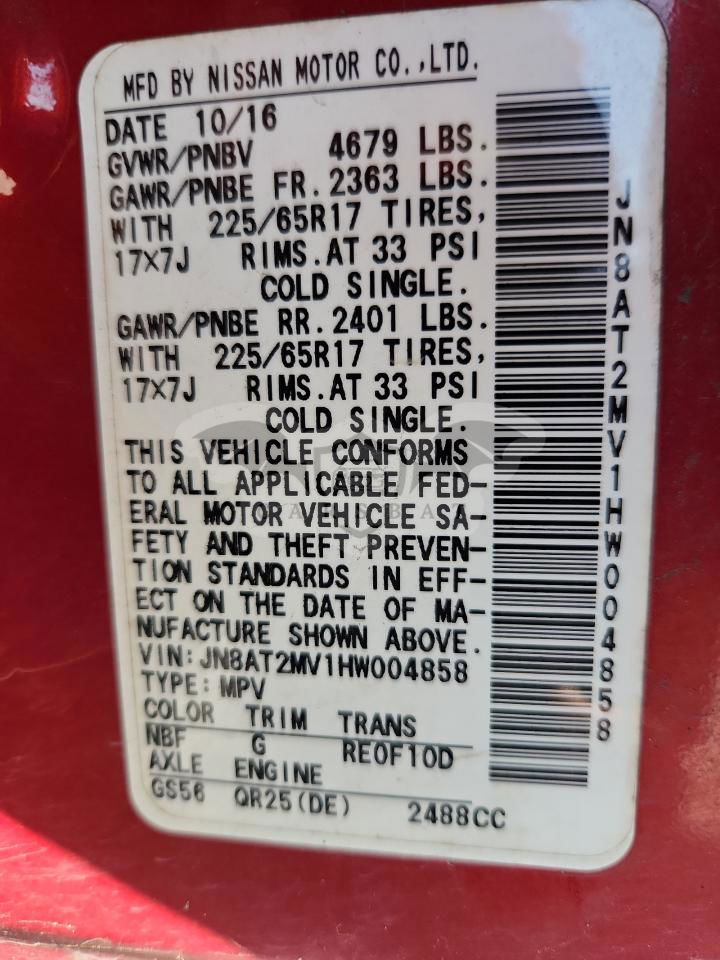 MFD BY NISSAN MOTOR CO.,LTD.
DATE 10/16
GVWR/PNBV 4679 LBS.
GAWR/PNBE FR.2363 LBS.
WITH 225/65R17 TIRES,
17X7J RIMS.AT 33 PSI
COLD SINGLE.
GAWR/PNBE RR.2401 LBS.
WITH 225/65R17 TIRES,
17X7J RIMS.AT 33 PSI
COLD SINGLE.
THIS VEHICLE CONFORMS
TO ALL APPLICABLE FED-
ERAL MOTOR VEHICLE SA-
FETY AND THEFT PREVEN-
TION STANDARDS IN EFF-
ECT ON THE DATE OF MA-
NUFACTURE SHOWN ABOVE.
VIN:JN8AT2MV1HW004858
TYPE:MPV
COLOR TRIM TRANS
NBF G RE0F10D
AXLE ENGINE
GS56 QR25(DE) 2488CC
JN8AT2MV1HW004858